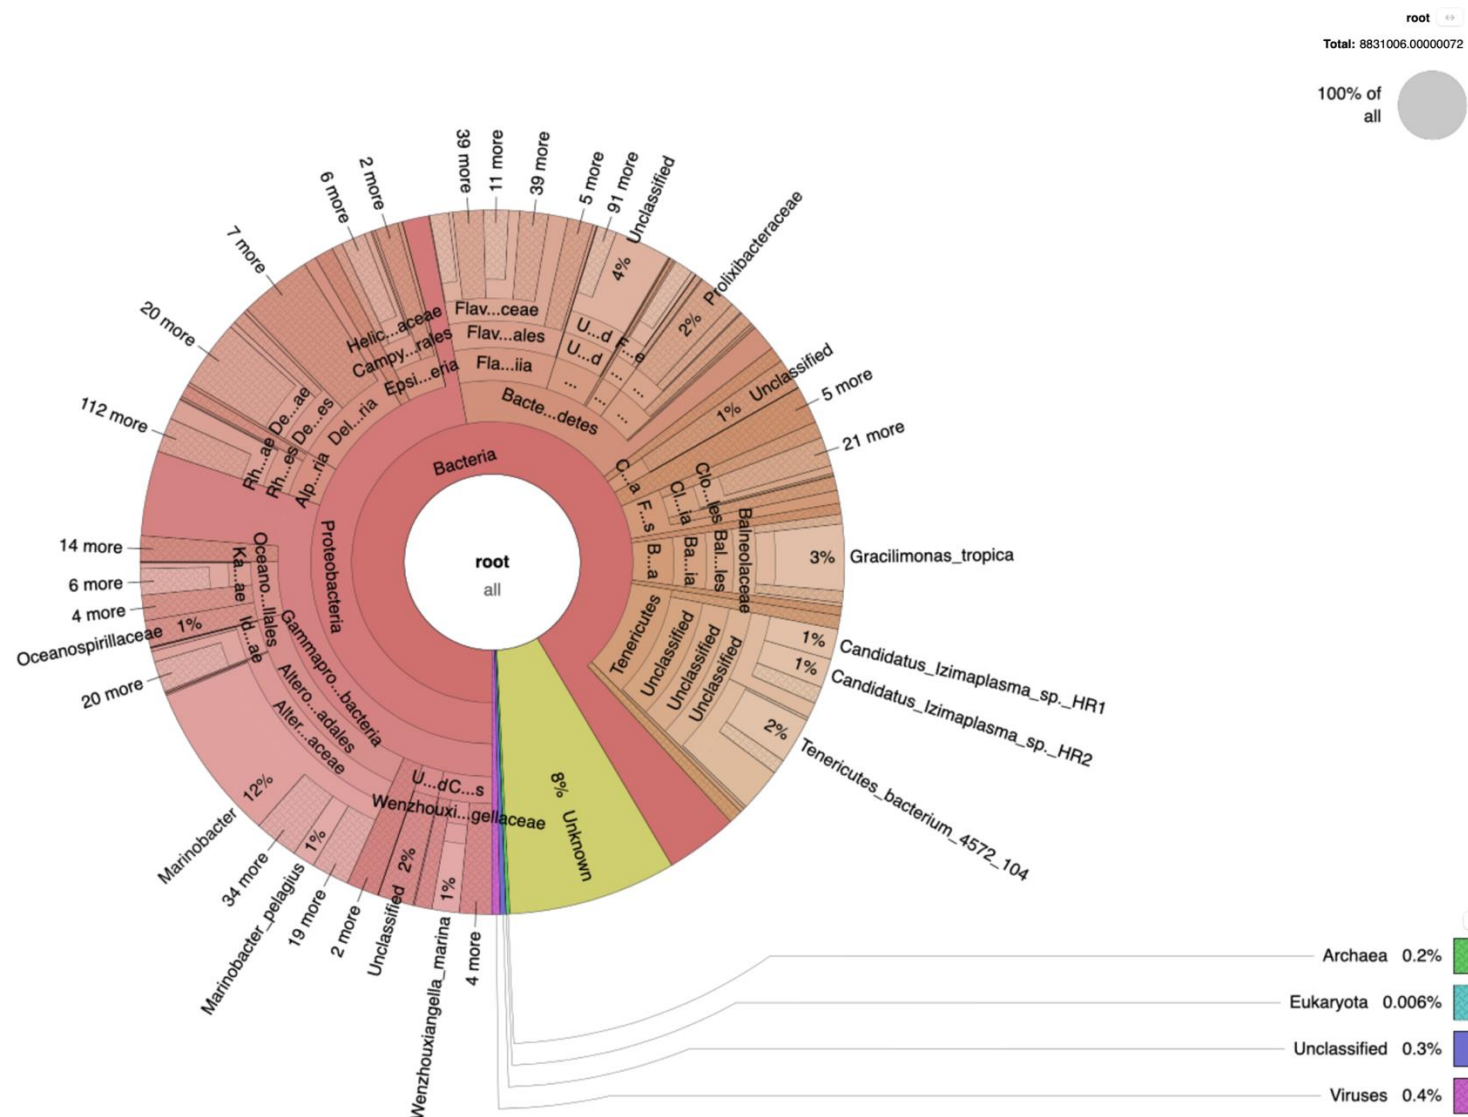 root
Total: 8831006.00000072
100% of
all
39 more
11 more
39 more
5 more
91 more
Unclassified
4%
Prolixibacteraceae
2%
Unclassified
1%
5 more
21 more
2 more
6 more
7 more
20 more
112 more
14 more
6 more
4 more
Oceanospirillaceae
1%
20 more
Marinobacter
12%
34 more
Marinobacter_pelagius
1%
19 more
2 more
Unclassified
2%
Wenzhouxiangella_marina
1%
4 more
Flav...ceae
Flav...ales
Fla...iia
Bacte...detes
U...d
U...d
F...e
...
...
...
...
...
Helic...aceae
Campy...rales
Epsi...eria
De...ae
De...es
Del...ria
Rh...ae
Rh...es
Alp...ria
Bacteria
Proteobacteria
root
all
C...a
F...s
Cl...ia
Clo...les
B...a
Ba...ia
Bal...les
Balneolaceae
3%
Gracilimonas_tropica
Tenericutes
Unclassified
Unclassified
Unclassified
1%
Candidatus_Izimaplasma_sp._HR1
1%
Candidatus_Izimaplasma_sp._HR2
2%
Tenericutes_bacterium_4572_104
Oceano...llales
Ka...ae
Id...ae
Gammapro...bacteria
Altero...adales
Alter...aceae
U...d
C...s
Wenzhouxi...gellaceae
8% Unknown
Archaea 0.2%
Eukaryota 0.006%
Unclassified 0.3%
Viruses 0.4%